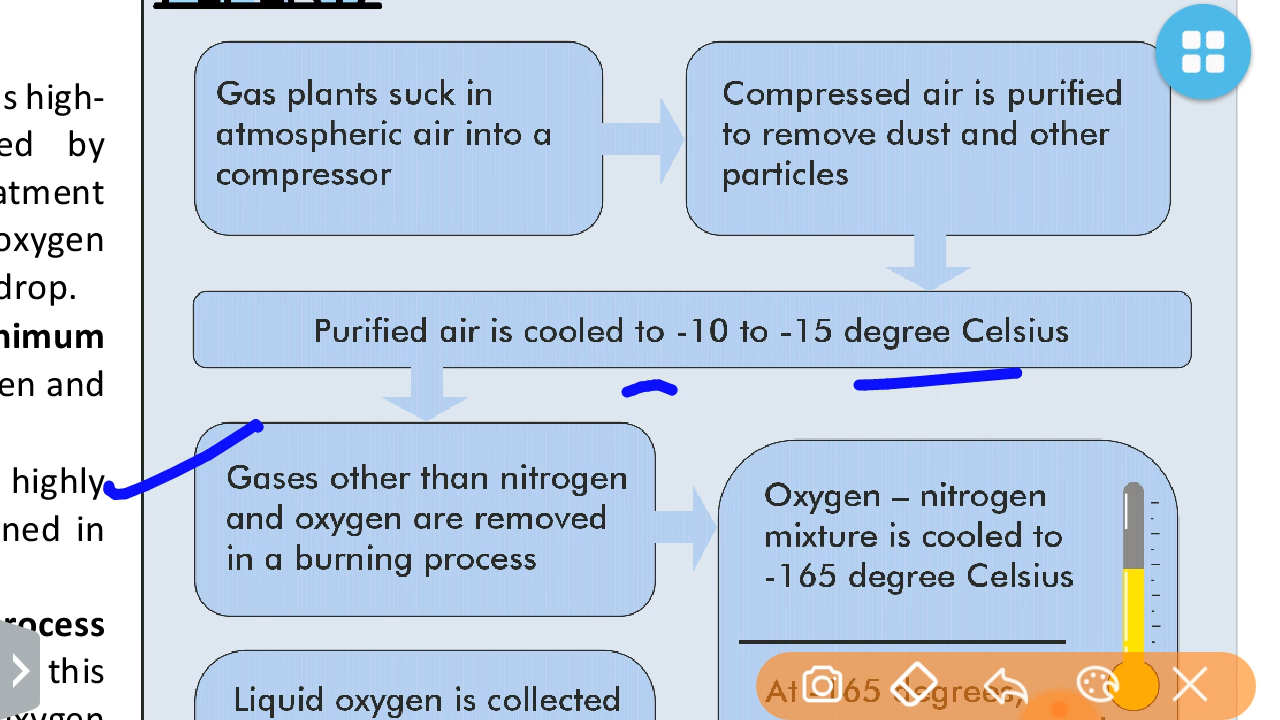 s high-
ed by
atment
oxygen
drop.
nimum
en and
highly
ned in
rocess
this
Gas plants suck in
atmospheric air into a
compressor
Compressed air is purified
to remove dust and other
particles
Purified air is cooled to -10 to -15 degree Celsius
Gases other than nitrogen
and oxygen are removed
in a burning process
Oxygen – nitrogen
mixture is cooled to
-165 degree Celsius
At -165 degrees,
Liquid oxygen is collected